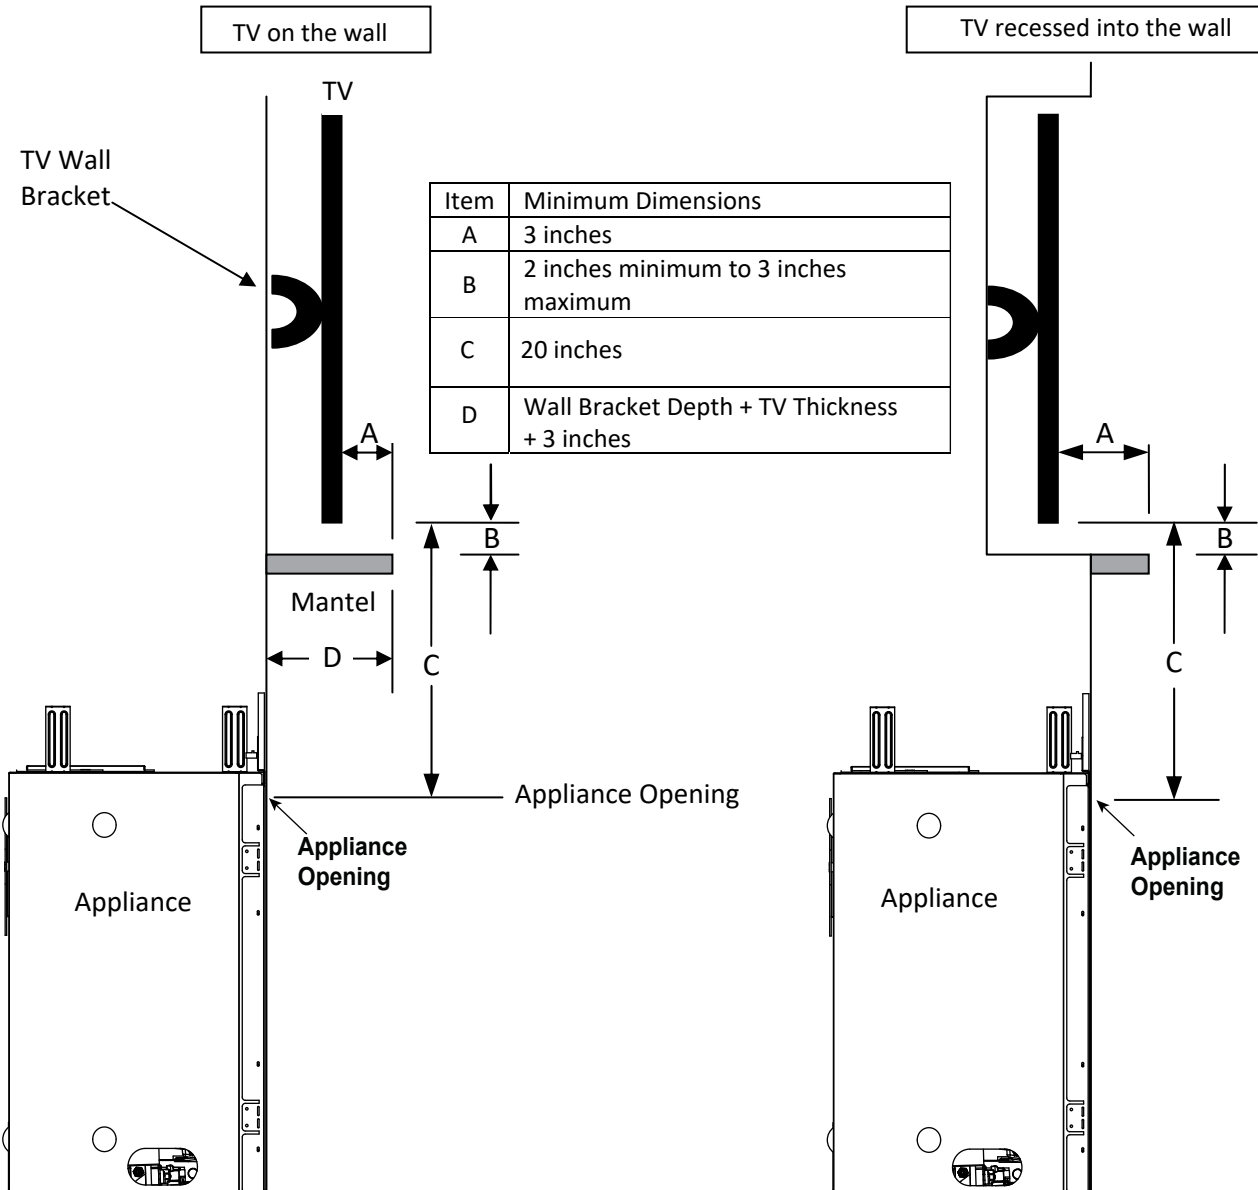 TV on the wall
TV recessed into the wall
TV
TV Wall
Bracket
Item Minimum Dimensions
A 3 inches
B 2 inches minimum to 3 inches
maximum
C 20 inches
D Wall Bracket Depth + TV Thickness
+ 3 inches
A
A
B
B
Mantel
D
C
C
Appliance Opening
Appliance
Opening
Appliance
Opening
Appliance
Appliance